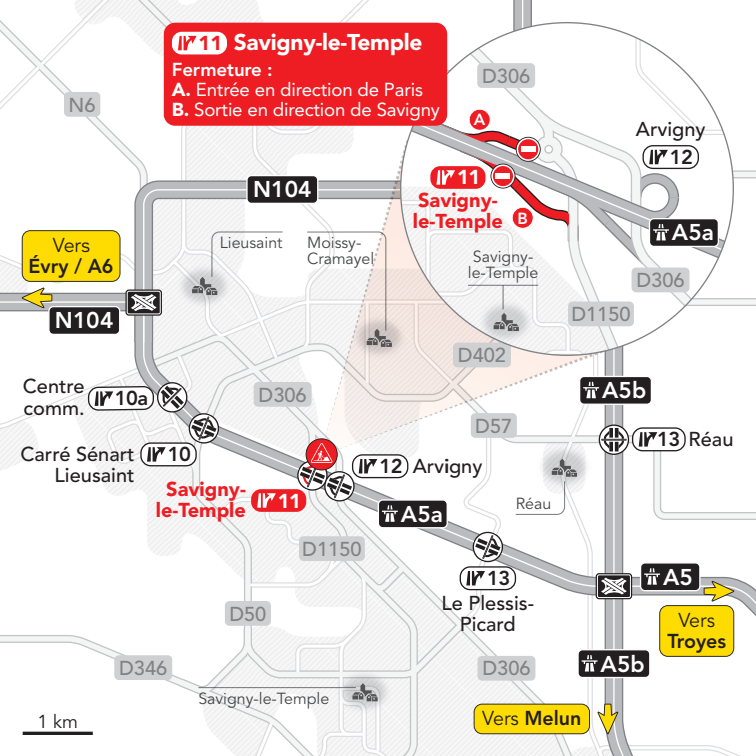 11 Savigny-le-Temple
Fermeture :
A. Entrée en direction de Paris
B. Sortie en direction de Savigny
D306
N6
A
Arvigny
12
N104
11
Savigny-
le-Temple
B
A5a
Vers
Évry / A6
Lieusaint
Moissy-
Cramayel
Savigny-
le-Temple
D306
N104
D1150
D402
Centre
comm.
10a
D306
A5b
D57
13 Réau
Carré Sénart
Lieusaint
10
12 Arvigny
Savigny-
le-Temple
11
A5a
Réau
D1150
13
Le Plessis-
Picard
A5
D50
Vers
Troyes
D346
D306
A5b
Savigny-le-Temple
Vers Melun
1 km